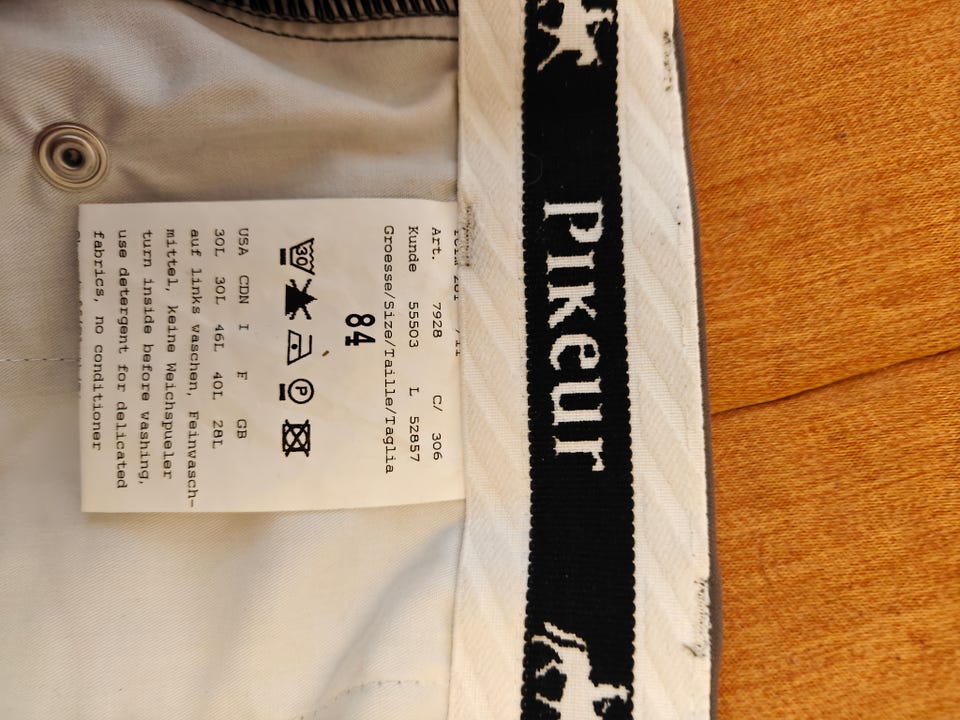 PIKEUR
Art. 7928 C/ 306
Kunde 55503 L 52857
Groesse/Size/Taille/Taglia
84
30 P
USA CDN I F GB
30L 30L 46L 40L 28L
auf links waschen, Feinwasch-
mittel, keine Weichspueler
turn inside before washing,
use detergent for delicated
fabrics, no conditioner